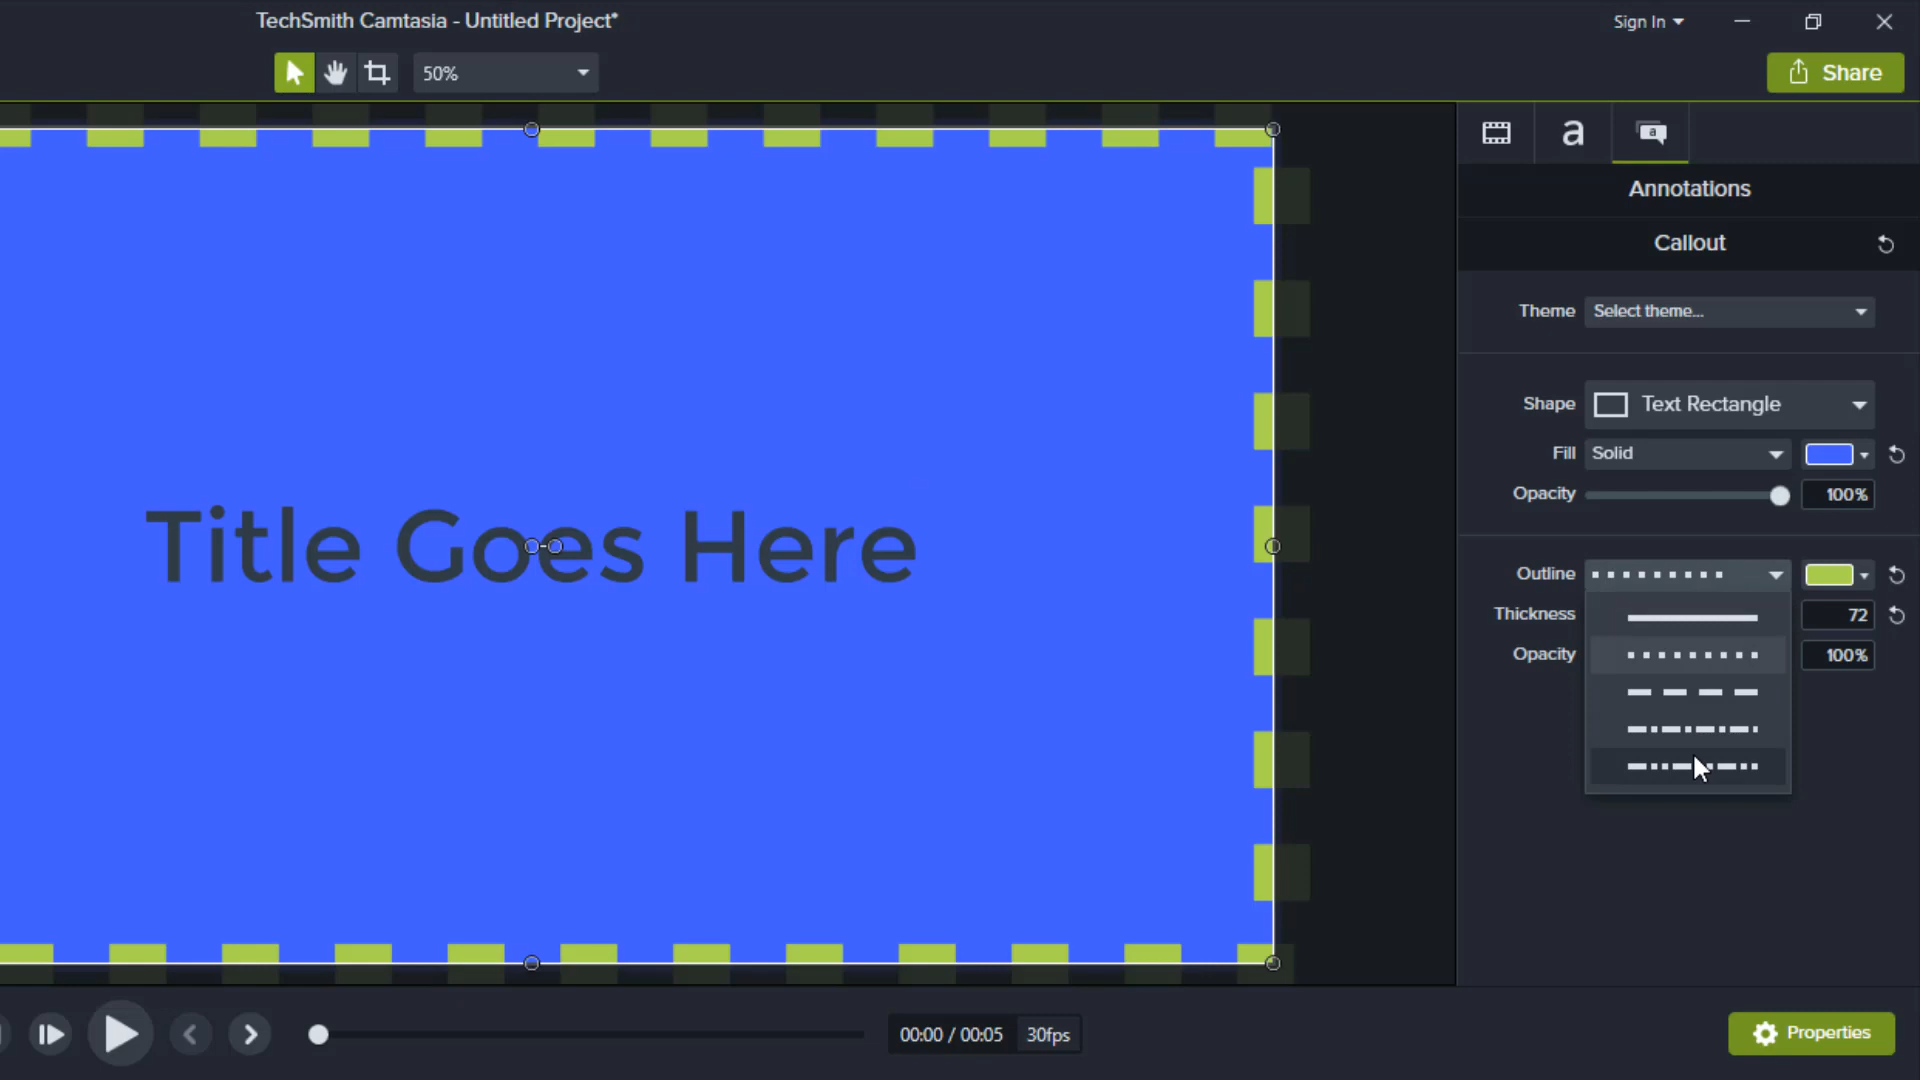 TechSmith Camtasia - Untitled Project*
Sign In
50%
Share
a
a
Annotations
Callout
Theme
Select theme...
Shape
Text Rectangle
Fill
Solid
Opacity
100%
Title Goes Here
Outline
Thickness
72
Opacity
100%
00:00 / 00:05
30fps
Properties